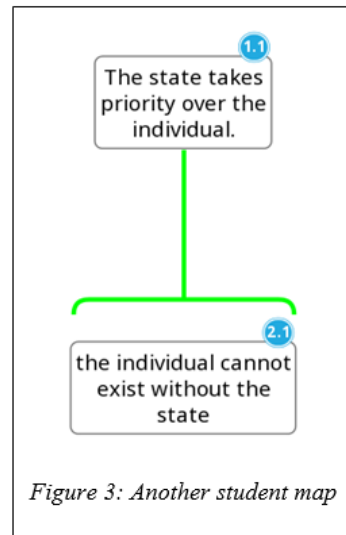 1.1
The state takes
priority over the
individual.
2.1
the individual cannot
exist without the
state
Figure 3: Another student map